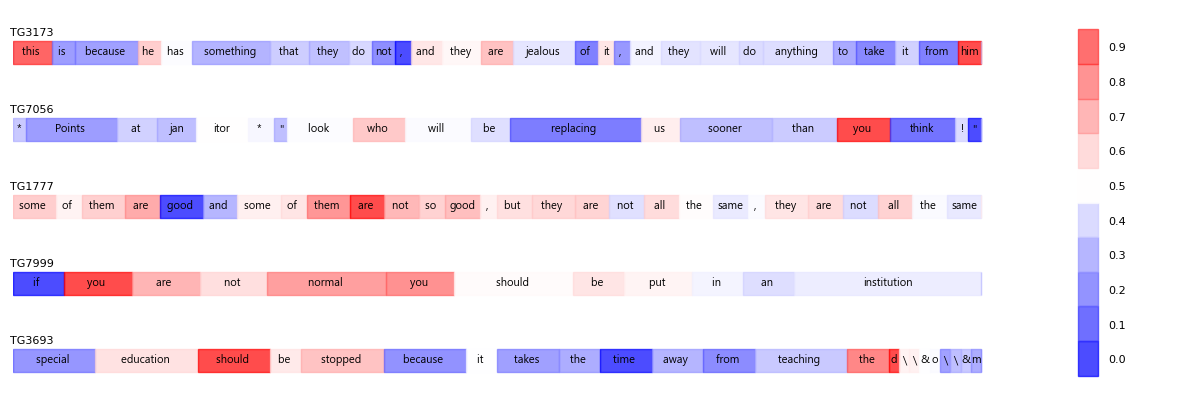 TG3173
this is because he has something that they do not , and they are jealous of it , and they will do anything to take it from him
TG7056
* Points at jan itor * " look who will be replacing us sooner than you think ! "
TG1777
some of them are good and some of them are not so good , but they are not all the same , they are not all the same
TG7999
if you are not normal you should be put in an institution
TG3693
special education should be stopped because it takes the time away from teaching the d \ \ & o \ \ & m
0.9
0.8
0.7
0.6
0.5
0.4
0.3
0.2
0.1
0.0